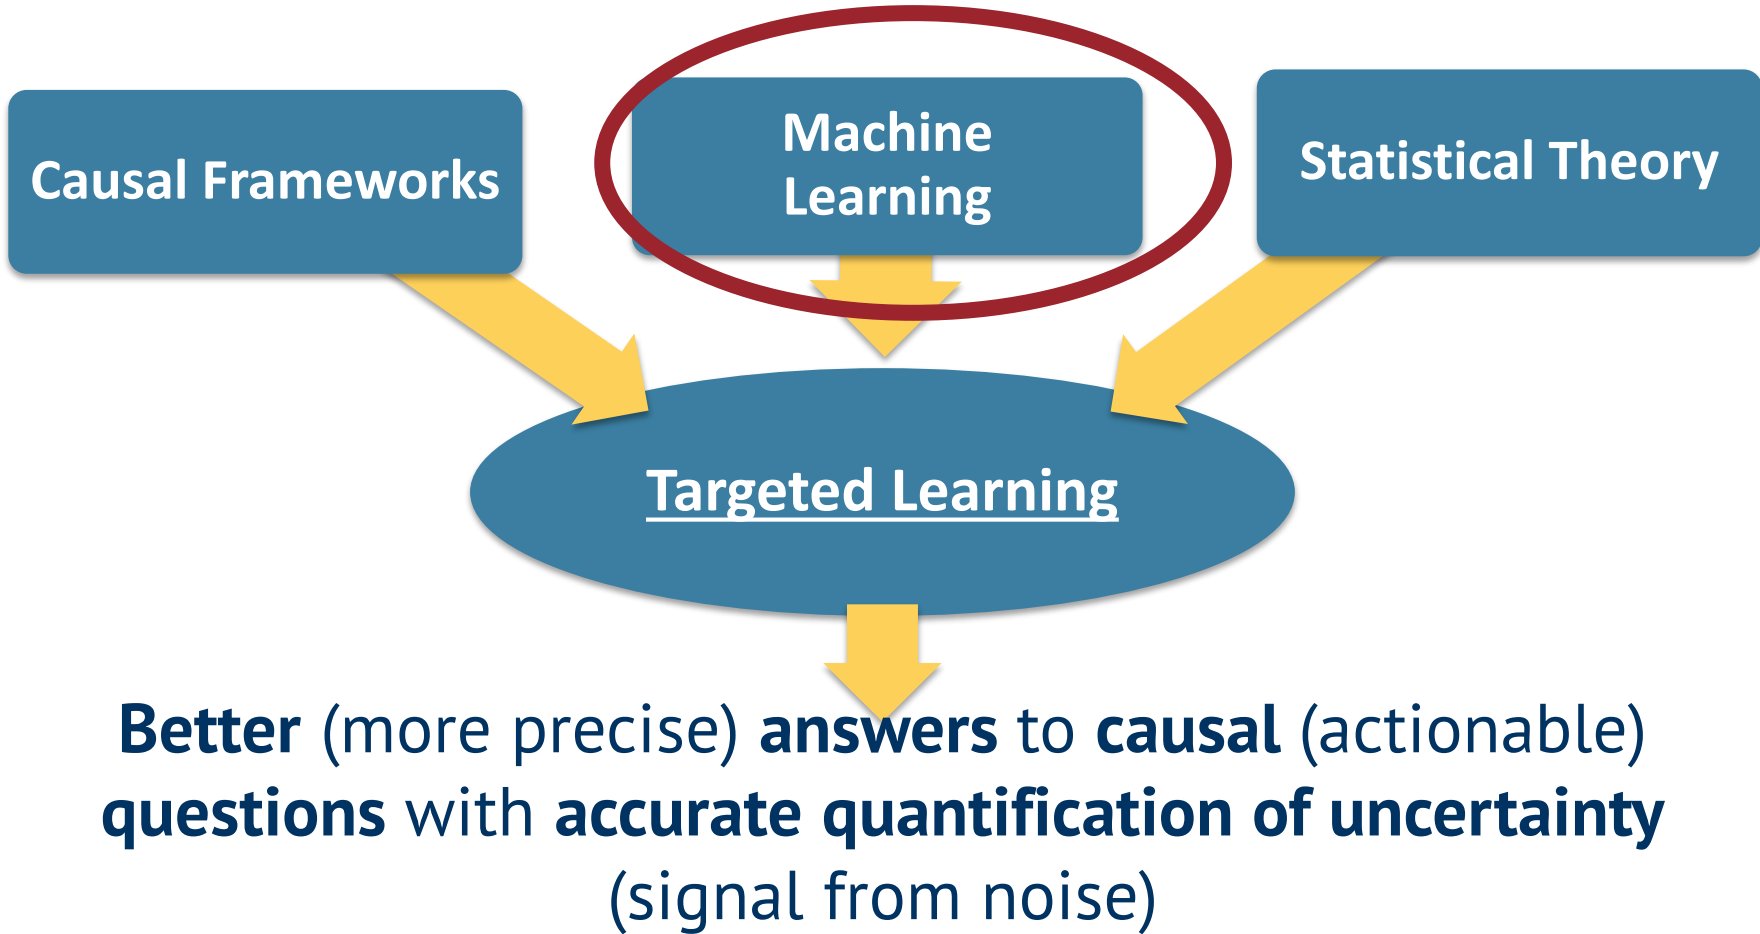 Causal Frameworks
Machine
Learning
Statistical Theory
Targeted Learning
Better (more precise) answers to causal (actionable)
questions with accurate quantification of uncertainty
(signal from noise)